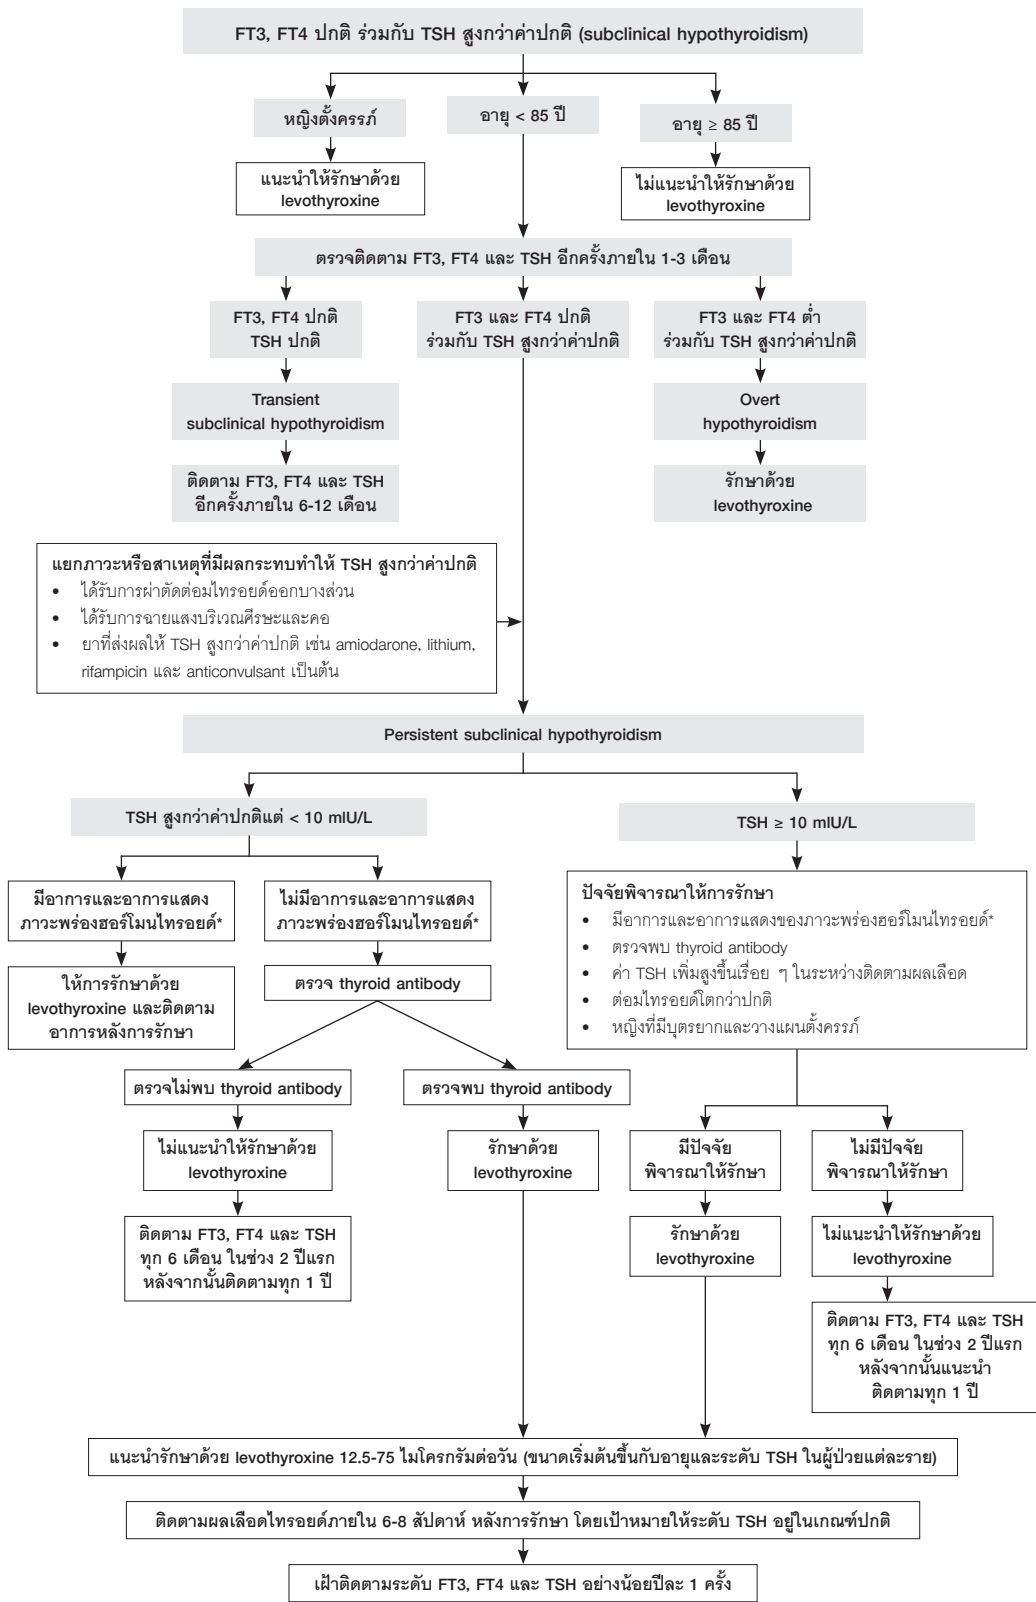 FT3, FT4 ปกติ ร่วมกับ TSH สูงกว่าค่าปกติ (subclinical hypothyroidism)
หญิงตั้งครรภ์
อายุ < 85 ปี
อายุ ≥ 85 ปี
แนะนำให้รักษาด้วย
levothyroxine
ไม่แนะนำให้รักษาด้วย
levothyroxine
ตรวจติดตาม FT3, FT4 และ TSH อีกครั้งภายใน 1-3 เดือน
FT3, FT4 ปกติ
TSH ปกติ
FT3 และ FT4 ปกติ
ร่วมกับ TSH สูงกว่าค่าปกติ
FT3 และ FT4 ต่ำ
ร่วมกับ TSH สูงกว่าค่าปกติ
Transient
subclinical hypothyroidism
Overt
hypothyroidism
ติดตาม FT3, FT4 และ TSH
อีกครั้งภายใน 6-12 เดือน
รักษาด้วย
levothyroxine
แยกภาวะหรือสาเหตุที่มีผลกระทบทำให้ TSH สูงกว่าค่าปกติ
• ได้รับการผ่าตัดต่อมไทรอยด์ออกบางส่วน
• ได้รับการฉายแสงบริเวณศีรษะและคอ
• ยาที่ส่งผลให้ TSH สูงกว่าค่าปกติ เช่น amiodarone, lithium,
rifampicin และ anticonvulsant เป็นต้น
Persistent subclinical hypothyroidism
TSH สูงกว่าค่าปกติแต่ < 10 mIU/L
TSH ≥ 10 mIU/L
มีอาการและอาการแสดง
ภาวะพร่องฮอร์โมนไทรอยด์*
ไม่มีอาการและอาการแสดง
ภาวะพร่องฮอร์โมนไทรอยด์*
ปัจจัยพิจารณาให้การรักษา
• มีอาการและอาการแสดงของภาวะพร่องฮอร์โมนไทรอยด์*
• ตรวจพบ thyroid antibody
• ค่า TSH เพิ่มสูงขึ้นเรื่อย ๆ ในระหว่างติดตามผลเลือด
• ต่อมไทรอยด์โตกว่าปกติ
• หญิงที่มีบุตรยากและวางแผนตั้งครรภ์
ให้การรักษาด้วย
levothyroxine และติดตาม
อาการหลังการรักษา
ตรวจ thyroid antibody
ตรวจไม่พบ thyroid antibody
ตรวจพบ thyroid antibody
ไม่แนะนำให้รักษาด้วย
levothyroxine
รักษาด้วย
levothyroxine
มีปัจจัย
พิจารณาให้รักษา
ไม่มีปัจจัย
พิจารณาให้รักษา
ติดตาม FT3, FT4 และ TSH
ทุก 6 เดือน ในช่วง 2 ปีแรก
หลังจากนั้นติดตามทุก 1 ปี
รักษาด้วย
levothyroxine
ไม่แนะนำให้รักษาด้วย
levothyroxine
ติดตาม FT3, FT4 และ TSH
ทุก 6 เดือน ในช่วง 2 ปีแรก
หลังจากนั้นแนะนำ
ติดตามทุก 1 ปี
แนะนำรักษาด้วย levothyroxine 12.5-75 ไมโครกรัมต่อวัน (ขนาดเริ่มต้นขึ้นกับอายุและระดับ TSH ในผู้ป่วยแต่ละราย)
ติดตามผลเลือดไทรอยด์ภายใน 6-8 สัปดาห์ หลังการรักษา โดยเป้าหมายให้ระดับ TSH อยู่ในเกณฑ์ปกติ
เฝ้าติดตามระดับ FT3, FT4 และ TSH อย่างน้อยปีละ 1 ครั้ง